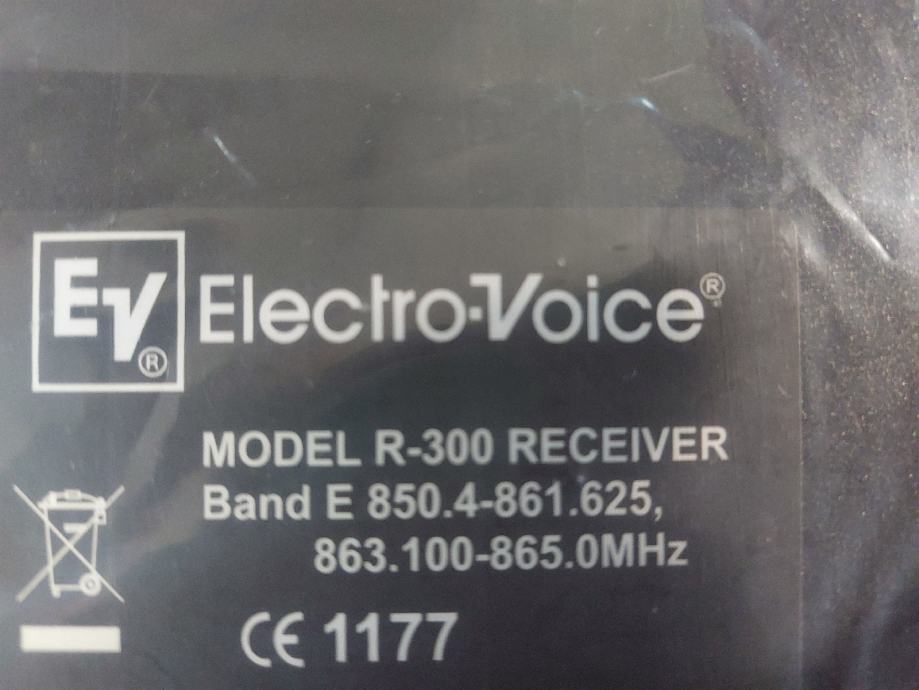 EV®
Electro-Voice®
MODEL R-300 RECEIVER
Band E 850.4-861.625,
863.100-865.0MHz
CE 1177